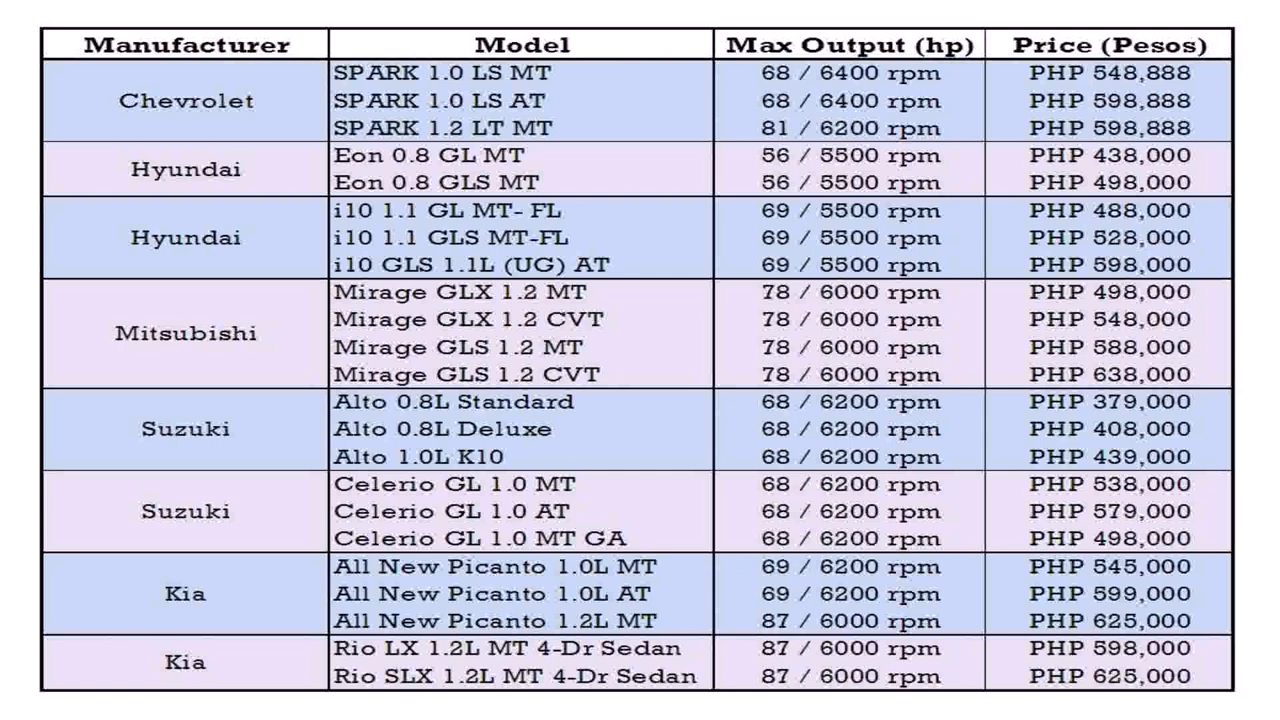 Manufacturer Model Max Output (hp) Price (Pesos)
Chevrolet
SPARK 1.0 LS MT 68 / 6400 rpm PHP 548,888
SPARK 1.0 LS AT 68 / 6400 rpm PHP 598,888
SPARK 1.2 LT MT 81 / 6200 rpm PHP 598,888
Hyundai
Eon 0.8 GL MT 56 / 5500 rpm PHP 438,000
Eon 0.8 GLS MT 56 / 5500 rpm PHP 498,000
Hyundai
i10 1.1 GL MT- FL 69 / 5500 rpm PHP 488,000
i10 1.1 GLS MT-FL 69 / 5500 rpm PHP 528,000
i10 GLS 1.1L (UG) AT 69 / 5500 rpm PHP 598,000
Mitsubishi
Mirage GLX 1.2 MT 78 / 6000 rpm PHP 498,000
Mirage GLX 1.2 CVT 78 / 6000 rpm PHP 548,000
Mirage GLS 1.2 MT 78 / 6000 rpm PHP 588,000
Mirage GLS 1.2 CVT 78 / 6000 rpm PHP 638,000
Suzuki
Alto 0.8L Standard 68 / 6200 rpm PHP 379,000
Alto 0.8L Deluxe 68 / 6200 rpm PHP 408,000
Alto 1.0L K10 68 / 6200 rpm PHP 439,000
Suzuki
Celerio GL 1.0 MT 68 / 6200 rpm PHP 538,000
Celerio GL 1.0 AT 68 / 6200 rpm PHP 579,000
Celerio GL 1.0 MT GA 68 / 6200 rpm PHP 498,000
Kia
All New Picanto 1.0L MT 69 / 6200 rpm PHP 545,000
All New Picanto 1.0L AT 69 / 6200 rpm PHP 599,000
All New Picanto 1.2L MT 87 / 6000 rpm PHP 625,000
Kia
Rio LX 1.2L MT 4-Dr Sedan 87 / 6000 rpm PHP 598,000
Rio SLX 1.2L MT 4-Dr Sedan 87 / 6000 rpm PHP 625,000